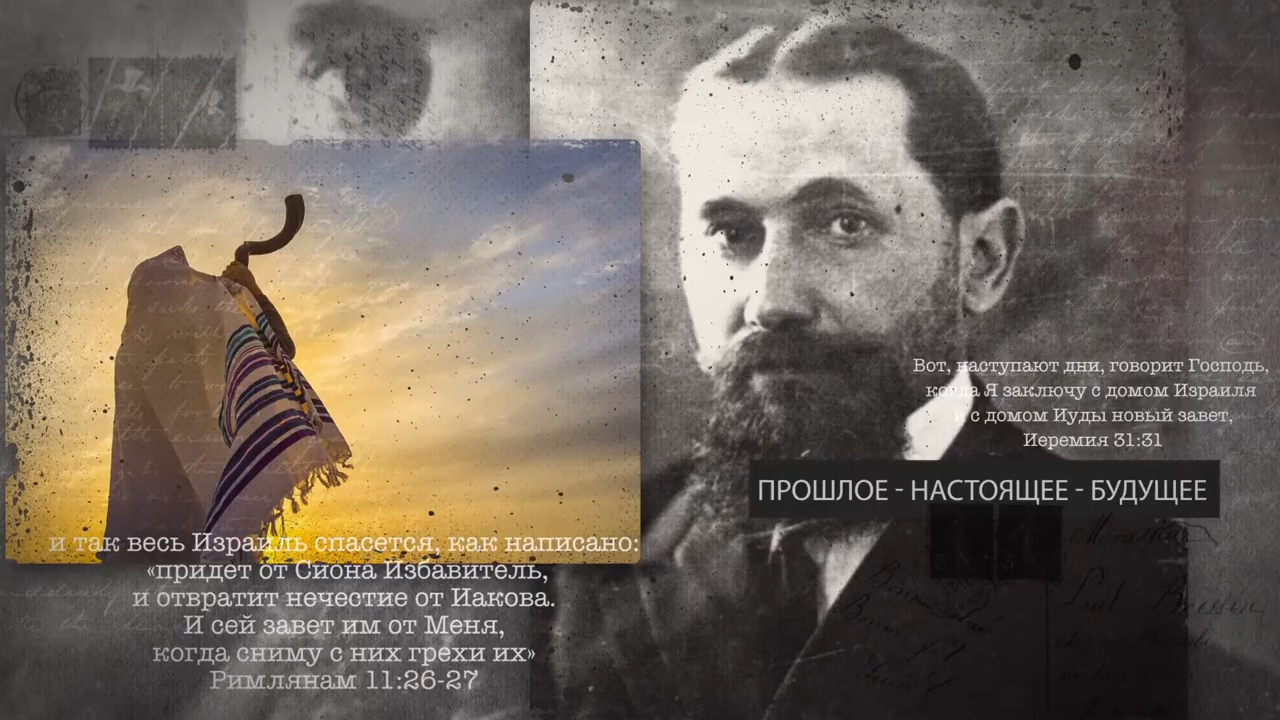 Вот, наступают дни, говорит Господь,
когда Я заключу с домом Израиля
и с домом Иуды новый завет,
Иеремия 31:31
ПРОШЛОЕ - НАСТОЯЩЕЕ - БУДУЩЕЕ
и так весь Израиль спасется, как написано:
«придет от Сиона Избавитель,
и отвратит нечестие от Иакова.
И сей завет им от Меня,
когда сниму с них грехи их»
Римлянам 11:26-27